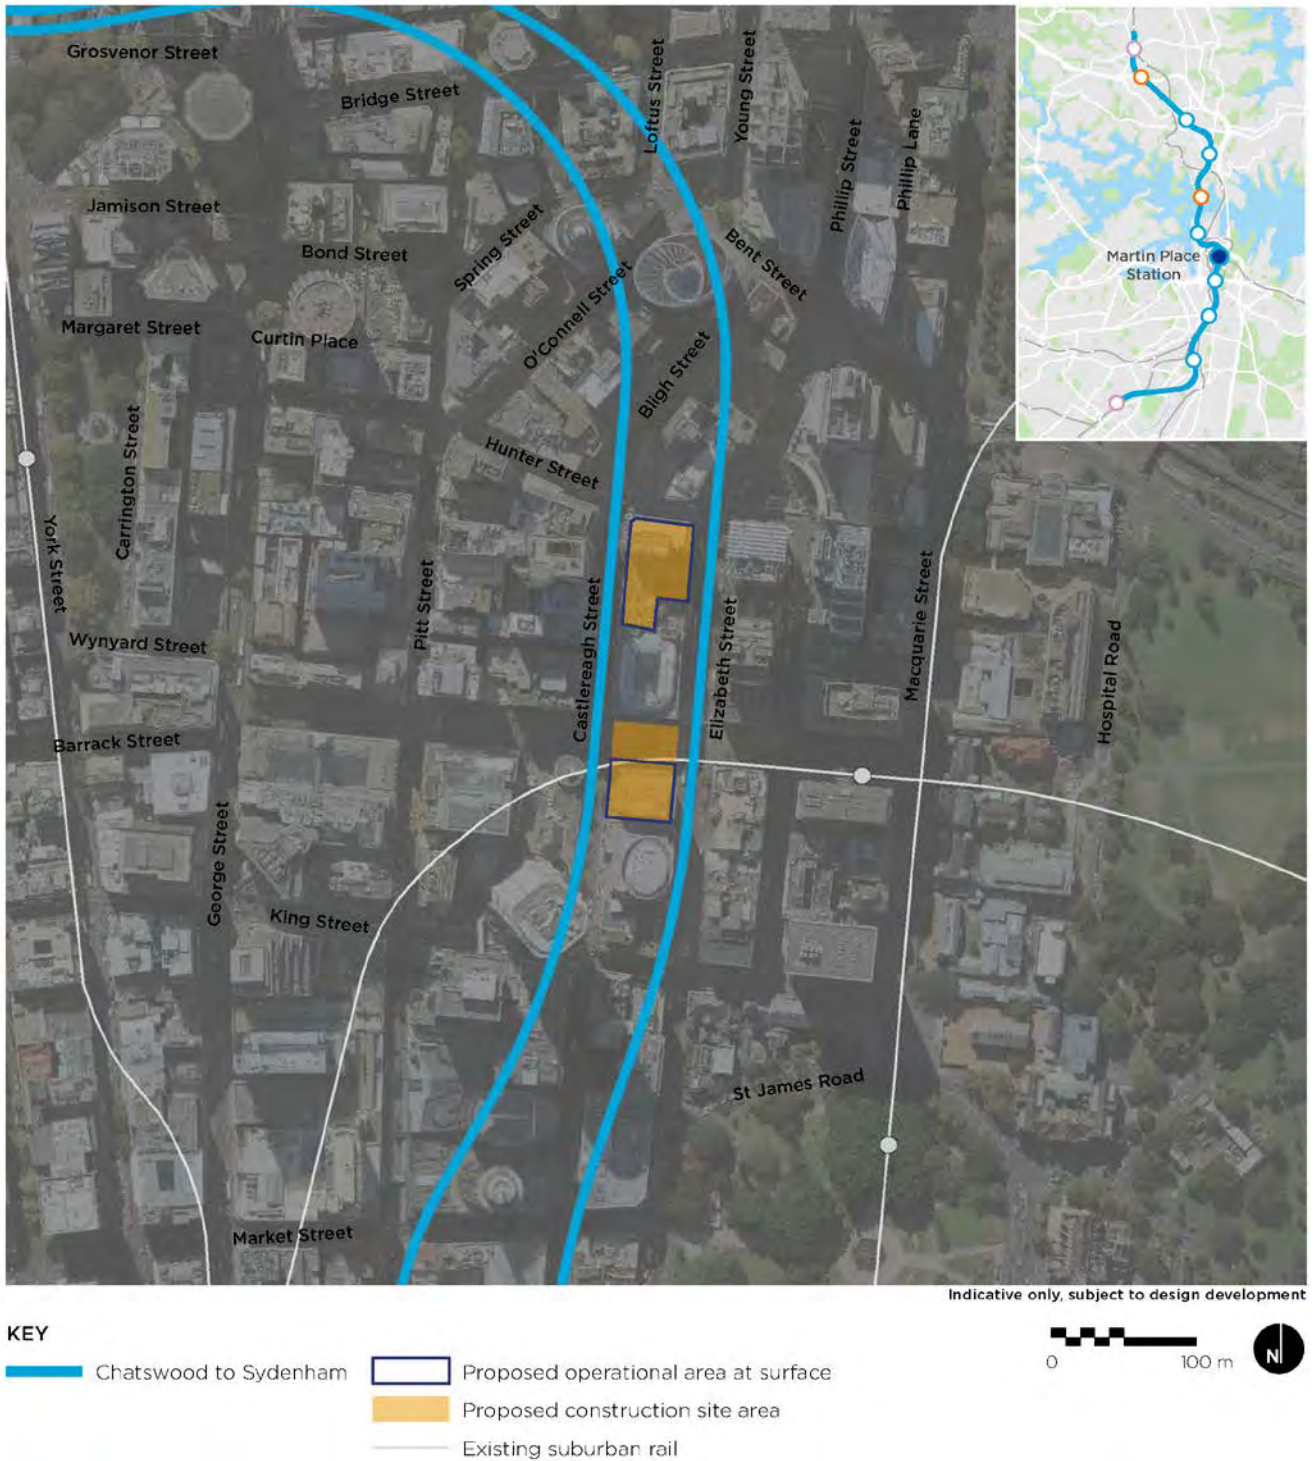 Grosvenor Street
Bridge Street
Loftus Street
Young Street
Phillip Street
Phillip Lane
Jamison Street
Bond Street
Spring Street
O'Connell Street
Bent Street
Margaret Street
Curtin Place
Bligh Street
Martin Place
Station
Carrington Street
York Street
Hunter Street
Pitt Street
Castlereagh Street
Elizabeth Street
Macquarie Street
Hospital Road
Wynyard Street
Barrack Street
George Street
King Street
St James Road
Market Street
Indicative only, subject to design development
KEY
Chatswood to Sydenham
Proposed operational area at surface
Proposed construction site area
Existing suburban rail
0 100 m
N